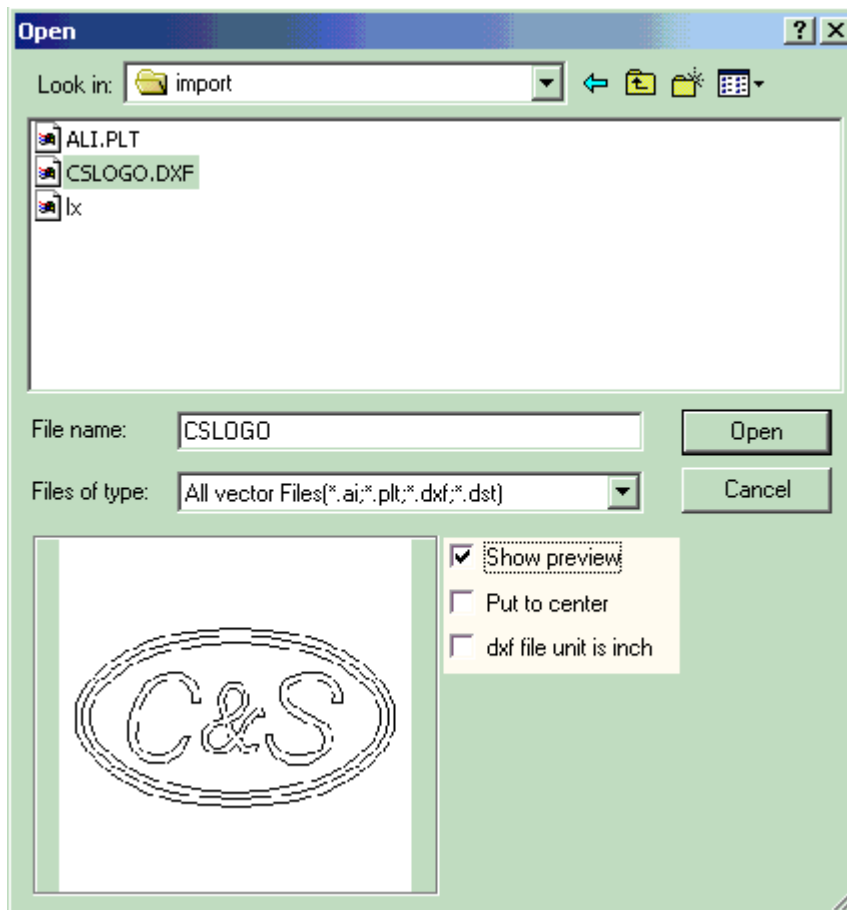 Open
Look in: import
ALI.PLT
CSLOGO.DXF
lx
File name: CSLOGO Open
Files of type: All vector Files(*.ai;*.plt;*.dxf;*.dst) Cancel
Show preview
Put to center
dxf file unit is inch
C&S